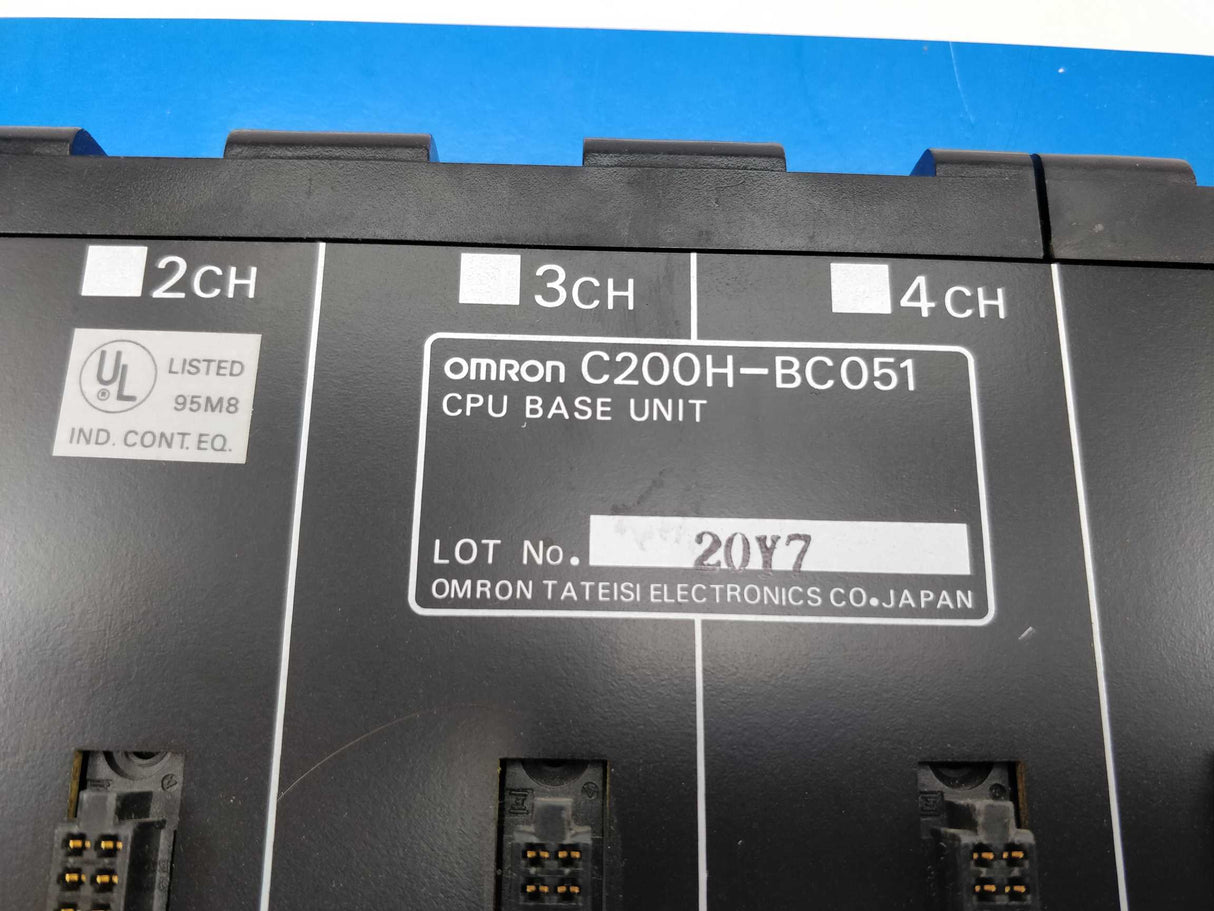 2CH
3CH
4CH
UL
®
LISTED
95M8
IND. CONT. EQ.
OMRON C200H-BC051
CPU BASE UNIT
LOT No. 20Y7
OMRON TATEISI ELECTRONICS CO. JAPAN